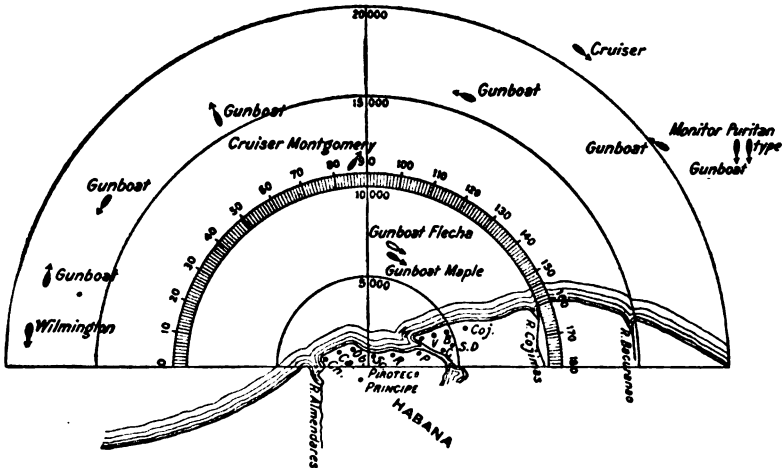 20000
Cruiser
Gunboat
15000
Gunboat
Monitor Puritan
type
Gunboat
Gunboat
Cruiser Montgomery
Gunboat
0
10
20
30
40
50
60
70
80
90
100
110
120
130
140
150
160
170
180
10000
Gunboat Flecha
Gunboat Maple
Gunboat
Wilmington
5000
Coj.
S.D
P
R
Ch.
PIROTECO
PRINCIPE
HABANA
R. Almendares
R. Cojimas
R. Bacuranao